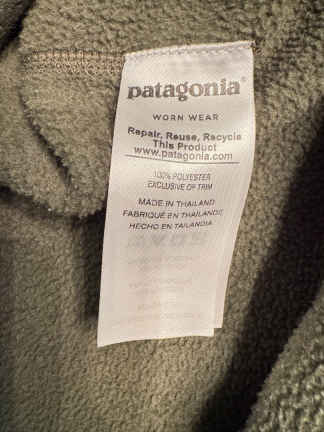 patagonia®
WORN WEAR
Repair, Reuse, Recycle
This Product
www.patagonia.com
100% POLYESTER
EXCLUSIVE OF TRIM
MADE IN THAILAND
FABRIQUÉ EN THAÏLANDE
HECHO EN TAILANDIA